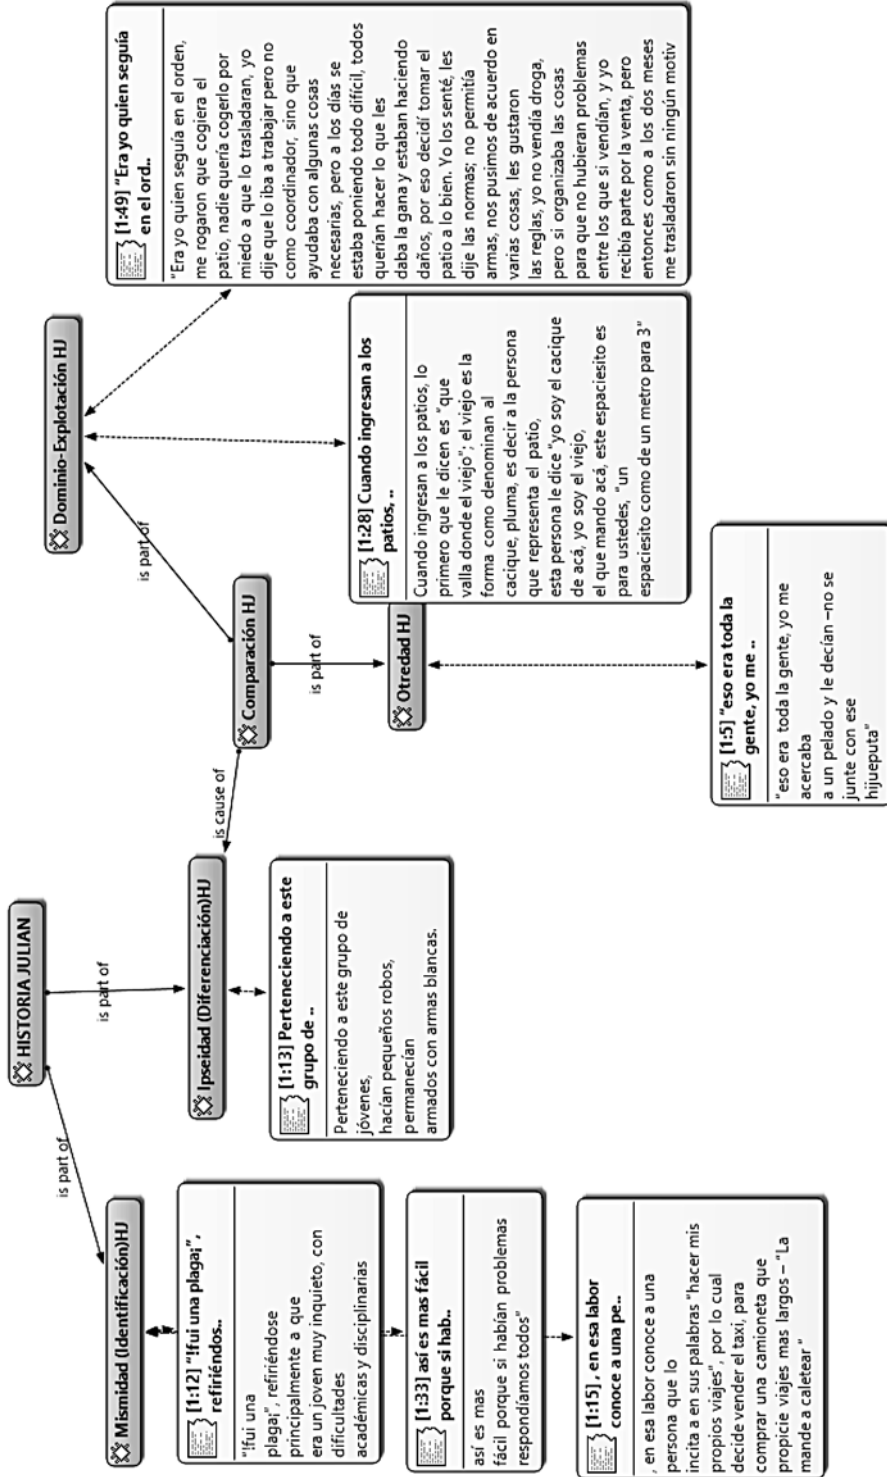 HISTORIA JULIAN
is part of
is part of
Mismidad (Identificación)HJ
[1:12] "!fui una plaga¡",
refiriéndos..
"!fui una
plaga¡", refiriéndose
principalmente a que
era un joven muy inquieto, con
dificultades
académicas y disciplinarias
[1:33] así es mas fácil
porque si hab..
así es mas
fácil porque si habían problemas
respondíamos todos"
[1:15] , en esa labor
conoce a una pe..
, en esa labor conoce a una
persona que lo
incita a en sus palabras "hacer mis
propios viajes", por lo cual
decide vender el taxi, para
comprar una camioneta que
propicie viajes mas largos – "La
mande a caletear "
Ipseidad (Diferenciación)HJ
[1:13] Perteneciendo a este
grupo de ..
Perteneciendo a este grupo de
jóvenes,
hacían pequeños robos,
permanecían
armados con armas blancas.
is cause of
Comparación HJ
is part of
is part of
Dominio-Explotación HJ
Otredad HJ
[1:5] "eso era toda la
gente, yo me ..
"eso era toda la gente, yo me
acercaba
a un pelado y le decían –no se
junte con ese
hijueputa"
[1:28] Cuando ingresan a los
patios, ..
Cuando ingresan a los patios, lo
primero que le dicen es "que
valla donde el viejo"; el viejo es la
forma como denominan al
cacique, pluma, es decir a la persona
que representa el patio,
esta persona le dice "yo soy el cacique
de acá, yo soy el viejo,
el que mando acá, este espaciesito es
para ustedes, "un
espaciesito como de un metro para 3"
[1:49] "Era yo quien seguía
en el ord..
"Era yo quien seguía en el orden,
me rogaron que cogiera el
patio, nadie quería cogerlo por
miedo a que lo trasladaran, yo
dije que lo iba a trabajar pero no
como coordinador, sino que
ayudaba con algunas cosas
necesarias, pero a los días se
estaba poniendo todo difícil, todos
querían hacer lo que les
daba la gana y estaban haciendo
daños, por eso decidí tomar el
patio a lo bien. Yo los senté, les
dije las normas; no permitía
armas, nos pusimos de acuerdo en
varias cosas, les gustaron
las reglas, yo no vendía droga,
pero si organizaba las cosas
para que no hubieran problemas
entre los que si vendían, y yo
recibía parte por la venta, pero
entonces como a los dos meses
me trasladaron sin ningún motiv